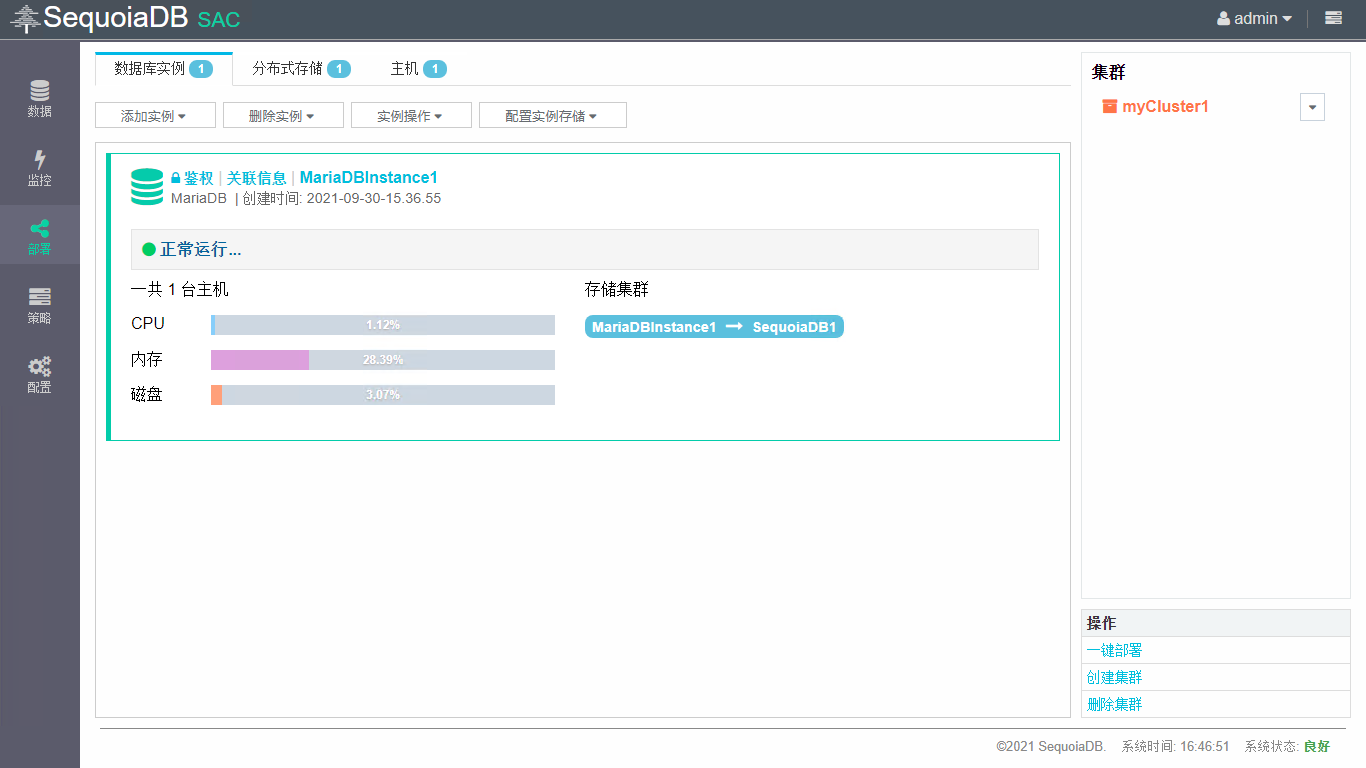 SequoiaDB SAC
admin
数据
监控
部署
策略
配置
数据库实例 1
分布式存储 1
主机 1
添加实例
删除实例
实例操作
配置实例存储
鉴权 | 关联信息 | MariaDBInstance1
MariaDB | 创建时间: 2021-09-30-15.36.55
正常运行...
一共 1 台主机
CPU 1.12%
内存 28.39%
磁盘 3.07%
存储集群
MariaDBInstance1 → SequoiaDB1
集群
myCluster1
操作
一键部署
创建集群
删除集群
©2021 SequoiaDB. 系统时间: 16:46:51 系统状态: 良好